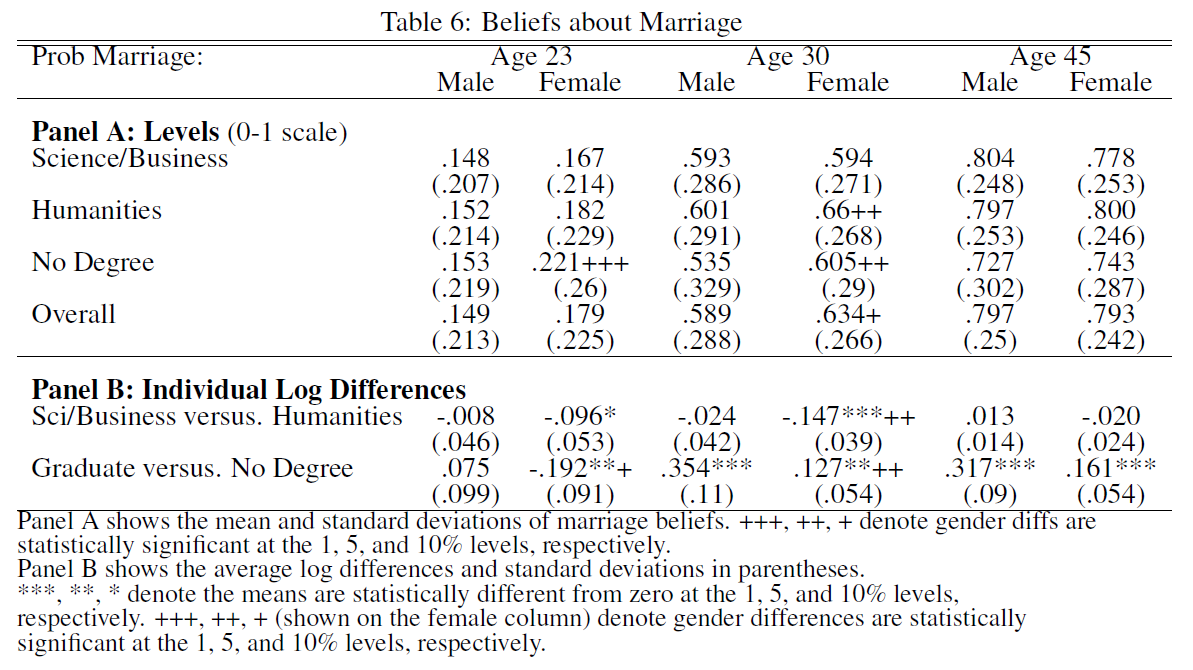 Table 6: Beliefs about Marriage
Prob Marriage: Age 23 Age 30 Age 45
Male Female Male Female Male Female
Panel A: Levels (0-1 scale)
Science/Business .148 .167 .593 .594 .804 .778
(.207) (.214) (.286) (.271) (.248) (.253)
Humanities .152 .182 .601 .66++ .797 .800
(.214) (.229) (.291) (.268) (.253) (.246)
No Degree .153 .221+++ .535 .605++ .727 .743
(.219) (.26) (.329) (.29) (.302) (.287)
Overall .149 .179 .589 .634+ .797 .793
(.213) (.225) (.288) (.266) (.25) (.242)
Panel B: Individual Log Differences
Sci/Business versus. Humanities -.008 -.096* -.024 -.147***++ .013 -.020
(.046) (.053) (.042) (.039) (.014) (.024)
Graduate versus. No Degree .075 -.192**+ .354*** .127**++ .317*** .161***
(.099) (.091) (.11) (.054) (.09) (.054)
Panel A shows the mean and standard deviations of marriage beliefs. +++, ++, + denote gender diffs are
statistically significant at the 1, 5, and 10% levels, respectively.
Panel B shows the average log differences and standard deviations in parentheses.
***, **, * denote the means are statistically different from zero at the 1, 5, and 10% levels,
respectively. +++, ++, + (shown on the female column) denote gender differences are statistically
significant at the 1, 5, and 10% levels, respectively.